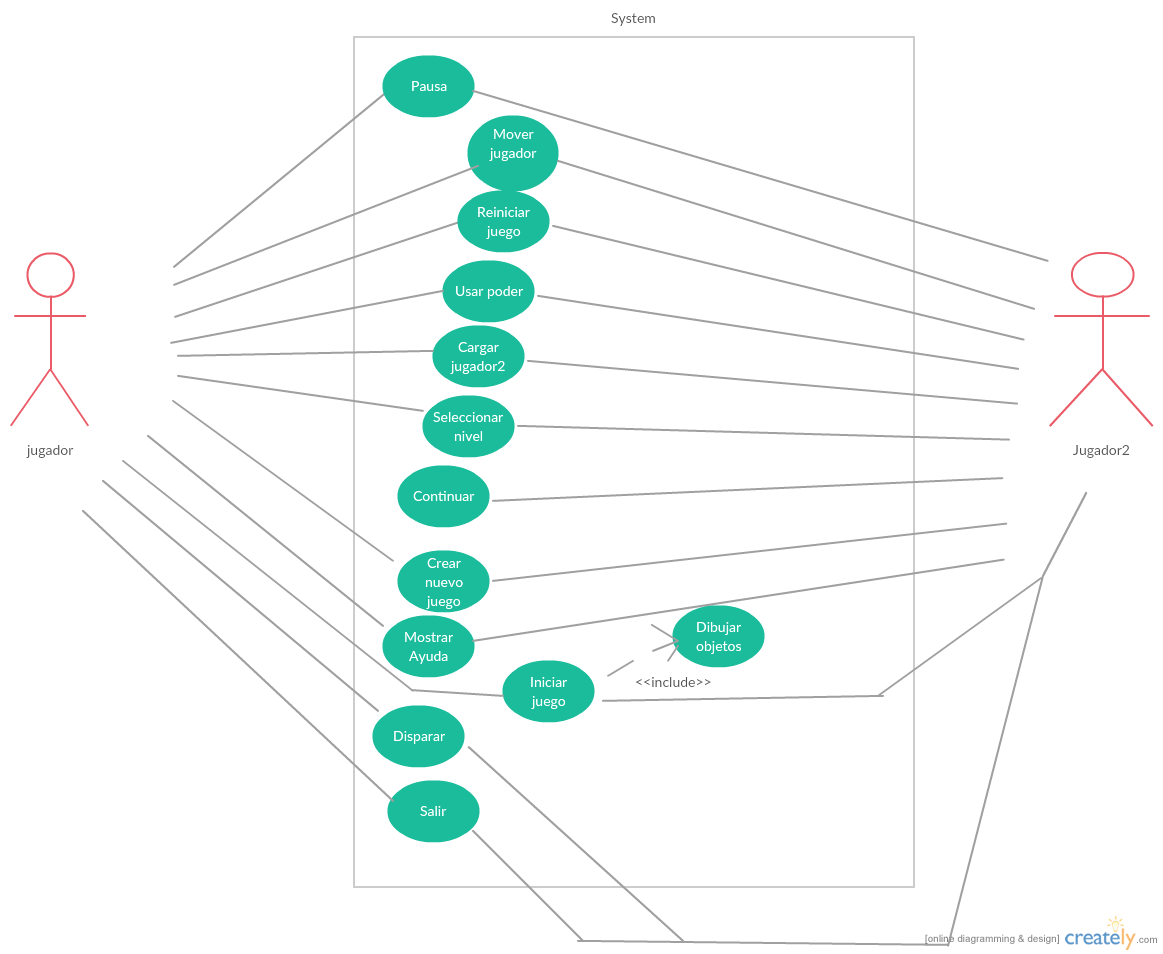 System
Pausa
Mover
jugador
Reiniciar
juego
Usar poder
Cargar
jugador2
Seleccionar
nivel
jugador
Jugador2
Continuar
Crear
nuevo
juego
Mostrar
Ayuda
Dibujar
objetos
Iniciar
juego
<<include>>
Disparar
Salir
[online diagramming & design] creately.com